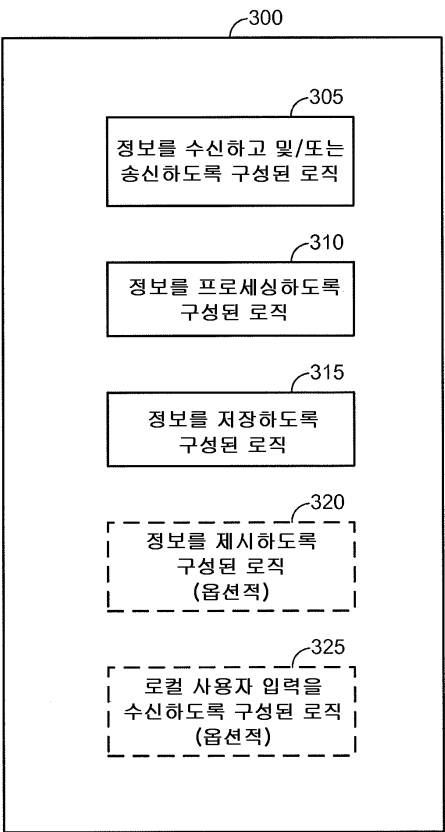 300
305
정보를 수신하고 및/또는
송신하도록 구성된 로직
310
정보를 프로세싱하도록
구성된 로직
315
정보를 저장하도록
구성된 로직
320
정보를 제시하도록
구성된 로직
(옵션적)
325
로컬 사용자 입력을
수신하도록 구성된 로직
(옵션적)